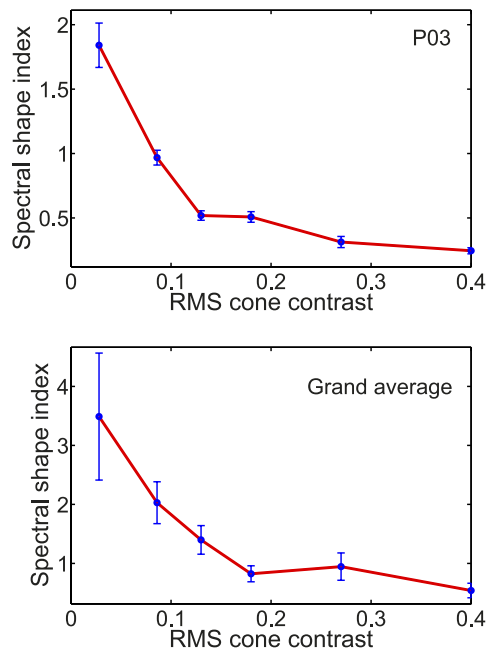 Spectral shape index
2
1.5
1
0.5
P03
0 0.1 0.2 0.3 0.4
RMS cone contrast
Spectral shape index
4
3
2
1
Grand average
0 0.1 0.2 0.3 0.4
RMS cone contrast